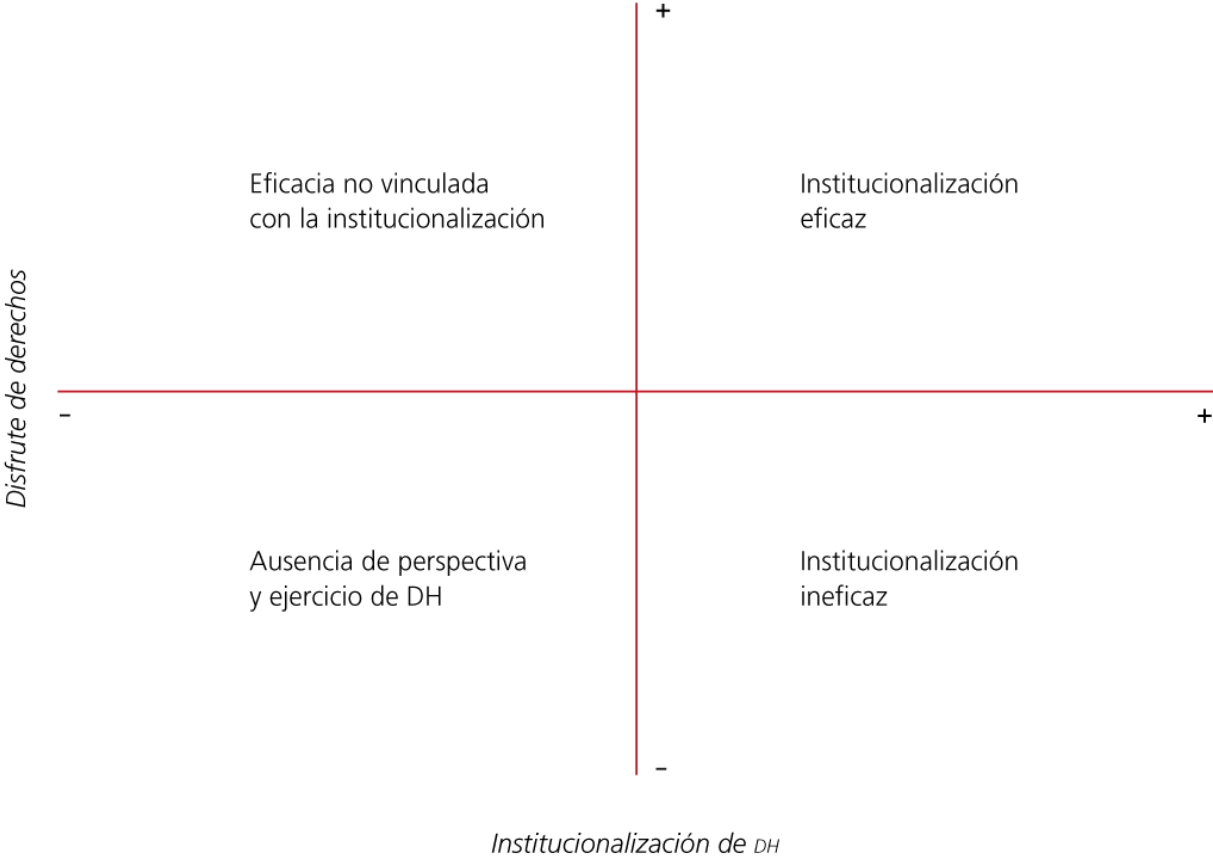 +
Eficacia no vinculada
con la institucionalización
Institucionalización
eficaz
Disfrute de derechos
–
+
Ausencia de perspectiva
y ejercicio de DH
Institucionalización
ineficaz
–
Institucionalización de DH